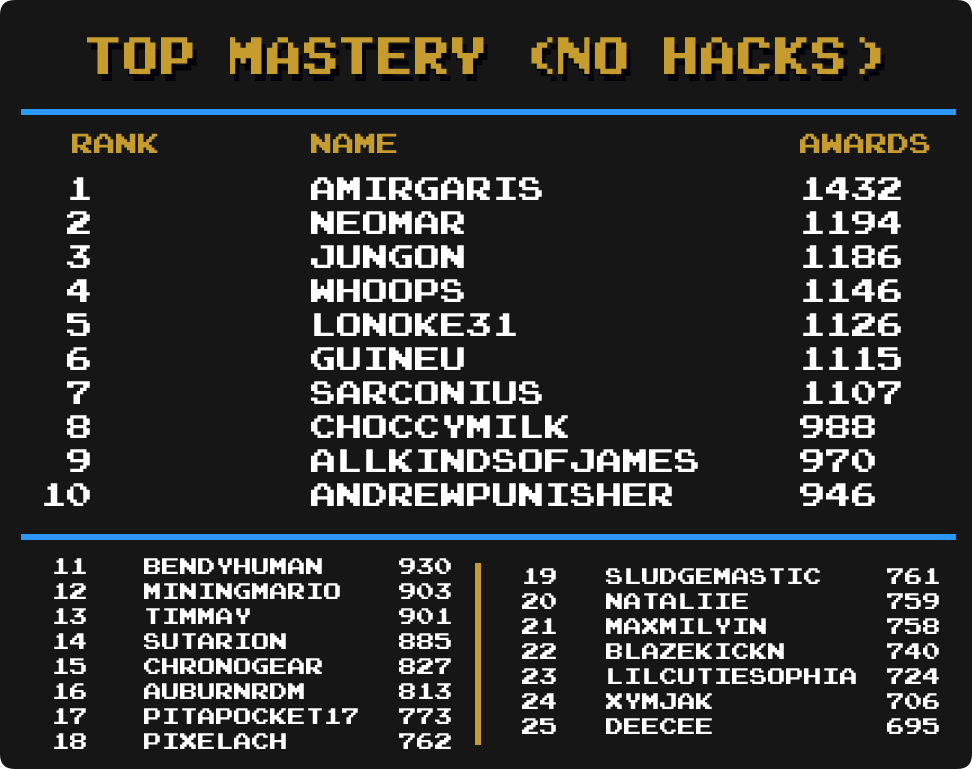 TOP MASTERY (NO HACKS)
RANK NAME AWARDS
1 AMIRGARIS 1432
2 NEOMAR 1194
3 JUNGON 1186
4 WHOOPS 1146
5 LONOKE31 1126
6 GUINEU 1115
7 SARCONIUS 1107
8 CHOCCYMILK 988
9 ALLKINDSOFJAMES 970
10 ANDREWPUNISHER 946
11 BENDYHUMAN 930
12 MININGMARIO 903
13 TIMMAY 901
14 SUTARION 885
15 CHRONOGEAR 827
16 AUBURNRDM 813
17 PITAPOCKET17 773
18 PIXELACH 762
19 SLUDGEMASTIC 761
20 NATALIIE 759
21 MAXMILYIN 758
22 BLAZEKICKN 740
23 LILCUTIESOPHIA 724
24 XYMJAK 706
25 DEECEE 695